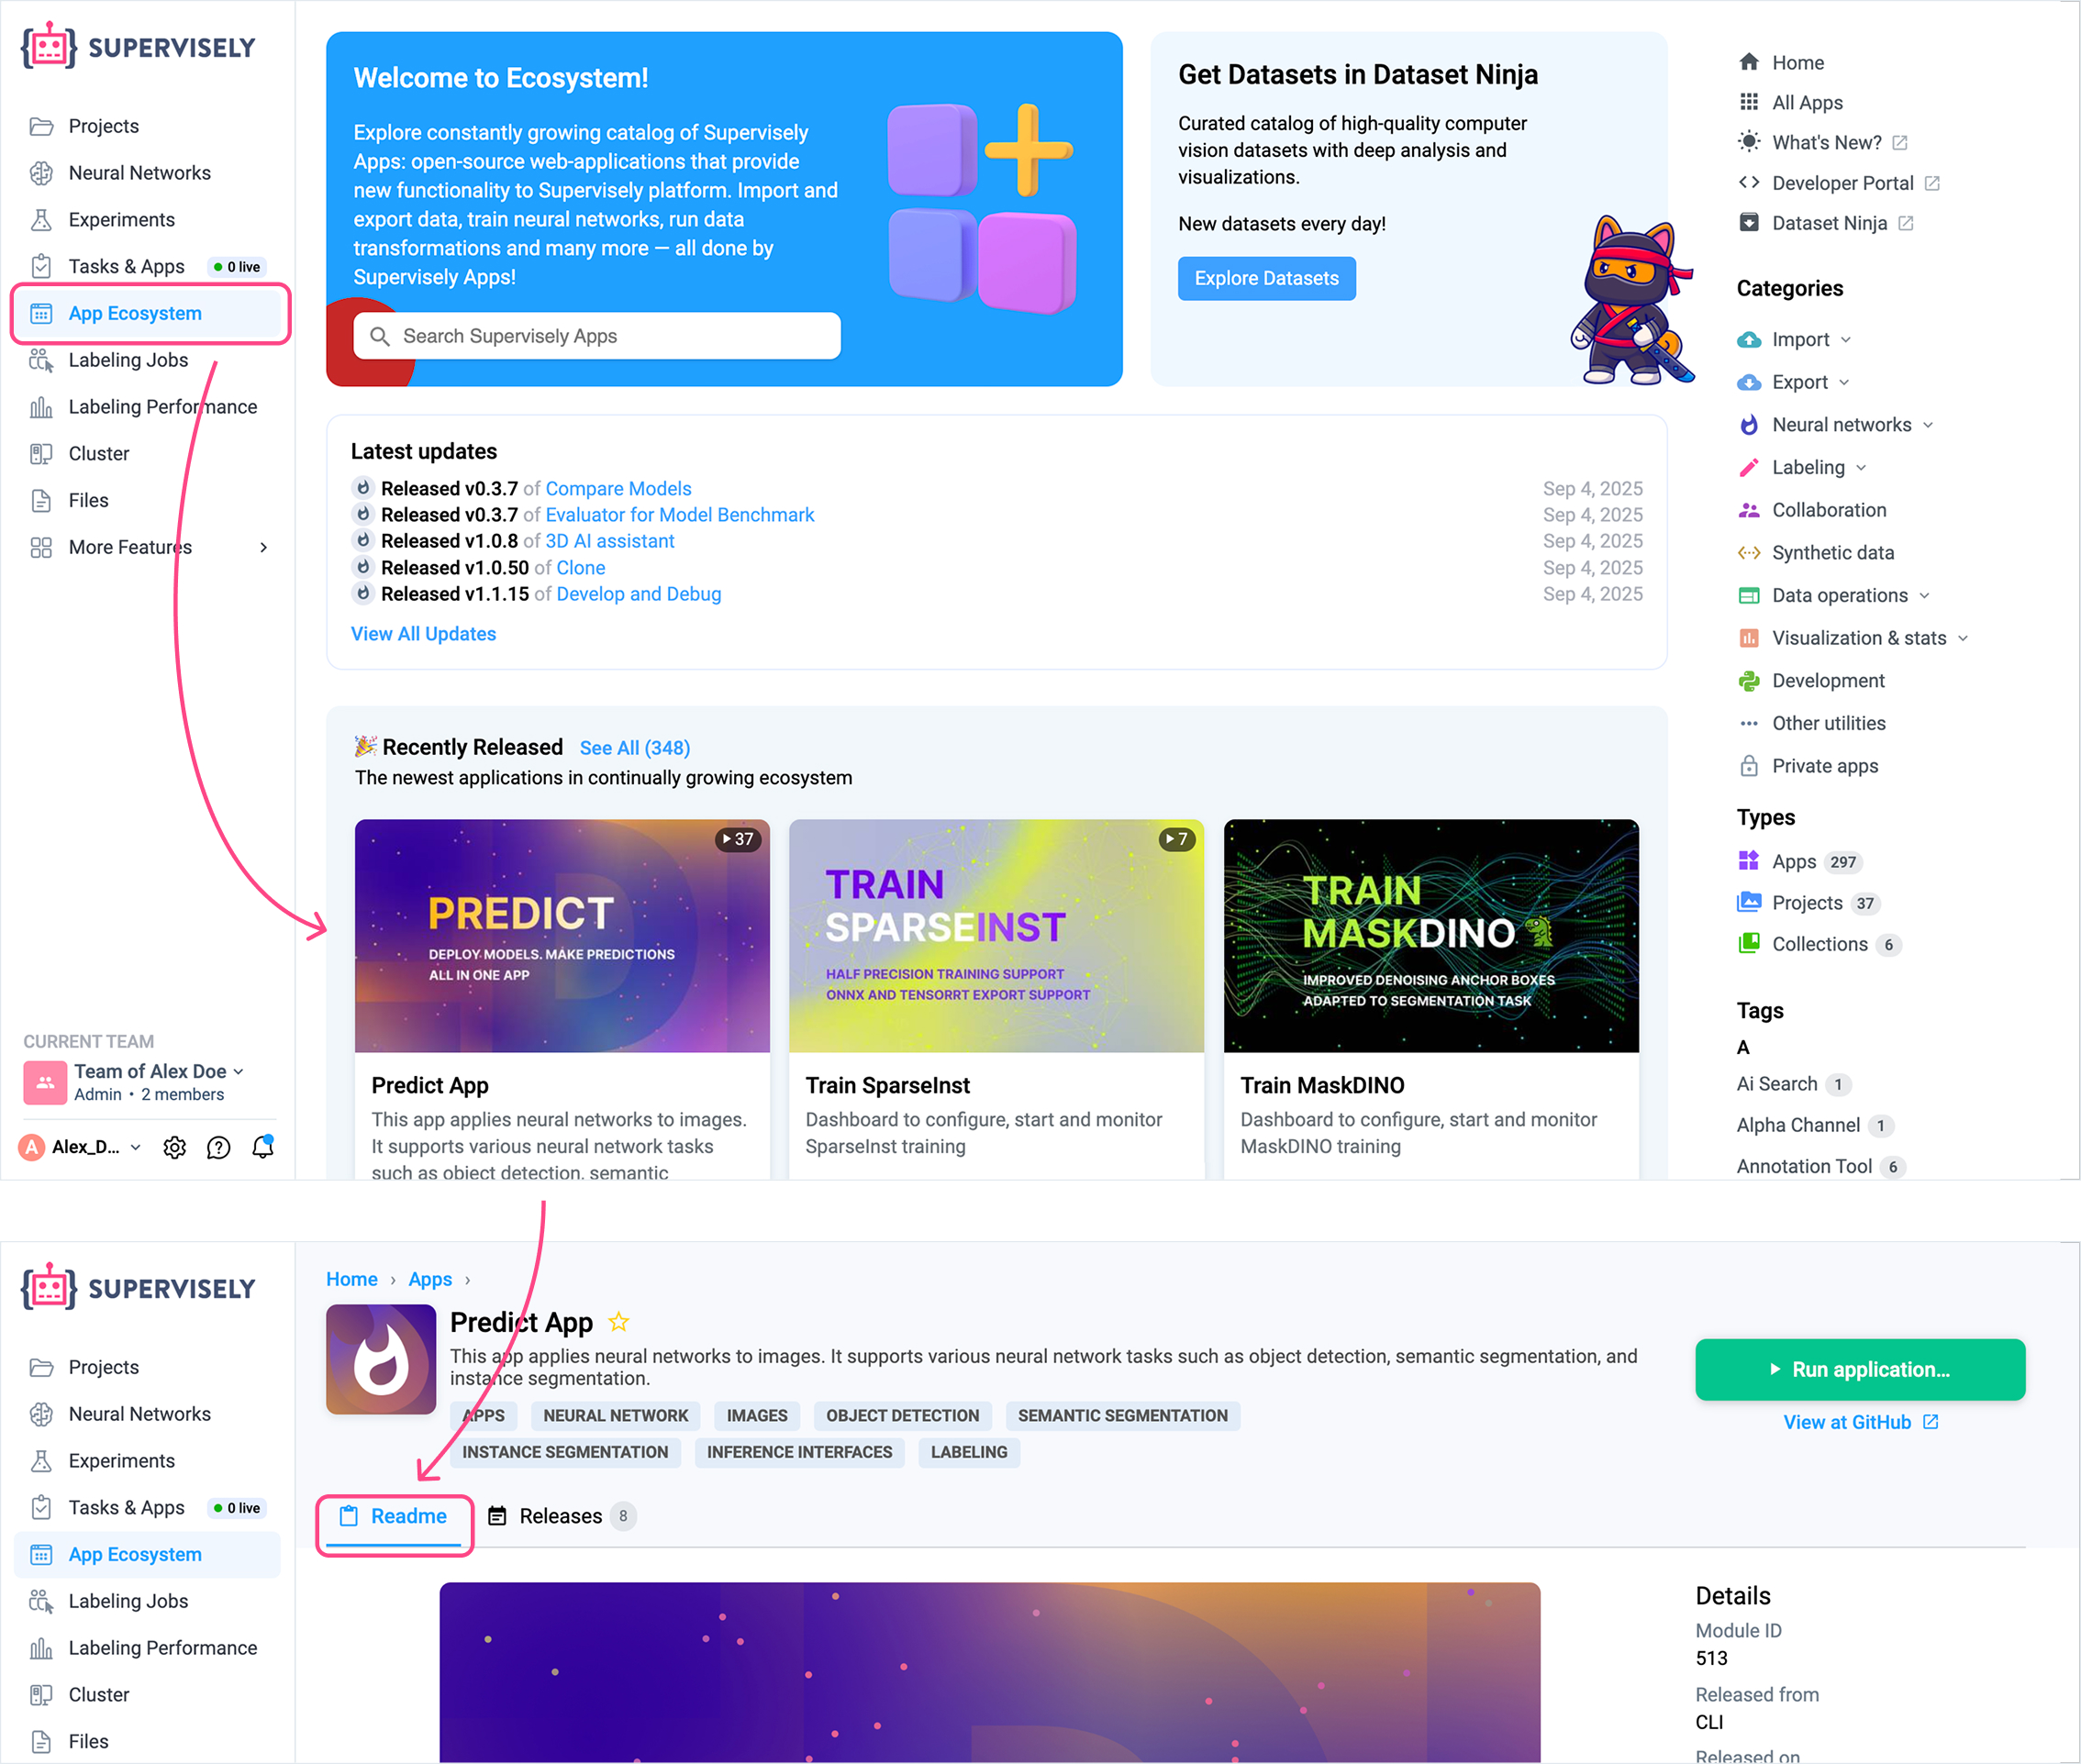 SUPERVISELY
Projects
Neural Networks
Experiments
Tasks & Apps 0 live
App Ecosystem
Labeling Jobs
Labeling Performance
Cluster
Files
More Features
CURRENT TEAM
Team of Alex Doe
Admin • 2 members
A Alex_D...
Welcome to Ecosystem!
Explore constantly growing catalog of Supervisely
Apps: open-source web-applications that provide
new functionality to Supervisely platform. Import and
export data, train neural networks, run data
transformations and many more — all done by
Supervisely Apps!
Search Supervisely Apps
Get Datasets in Dataset Ninja
Curated catalog of high-quality computer
vision datasets with deep analysis and
visualizations.
New datasets every day!
Explore Datasets
Latest updates
Released v0.3.7 of Compare Models Sep 4, 2025
Released v0.3.7 of Evaluator for Model Benchmark Sep 4, 2025
Released v1.0.8 of 3D AI assistant Sep 4, 2025
Released v1.0.50 of Clone Sep 4, 2025
Released v1.1.15 of Develop and Debug Sep 4, 2025
View All Updates
Recently Released See All (348)
The newest applications in continually growing ecosystem
37
PREDICT
DEPLOY MODELS. MAKE PREDICTIONS
ALL IN ONE APP
Predict App
This app applies neural networks to images.
It supports various neural network tasks
such as object detection, semantic
7
TRAIN
SPARSEINST
HALF PRECISION TRAINING SUPPORT
ONNX AND TENSORRT EXPORT SUPPORT
Train SparseInst
Dashboard to configure, start and monitor
SparseInst training
TRAIN
MASKDINO
IMPROVED DENOISING ANCHOR BOXES
ADAPTED TO SEGMENTATION TASK
Train MaskDINO
Dashboard to configure, start and monitor
MaskDINO training
Home
All Apps
What's New?
Developer Portal
Dataset Ninja
Categories
Import
Export
Neural networks
Labeling
Collaboration
Synthetic data
Data operations
Visualization & stats
Development
Other utilities
Private apps
Types
Apps 297
Projects 37
Collections 6
Tags
A
Ai Search 1
Alpha Channel 1
Annotation Tool 6
SUPERVISELY
Projects
Neural Networks
Experiments
Tasks & Apps 0 live
App Ecosystem
Labeling Jobs
Labeling Performance
Cluster
Files
Home › Apps ›
Predict App
This app applies neural networks to images. It supports various neural network tasks such as object detection, semantic segmentation, and
instance segmentation.
APPS NEURAL NETWORK IMAGES OBJECT DETECTION SEMANTIC SEGMENTATION
INSTANCE SEGMENTATION INFERENCE INTERFACES LABELING
Run application...
View at GitHub
Readme Releases 8
Details
Module ID
513
Released from
CLI
Released on